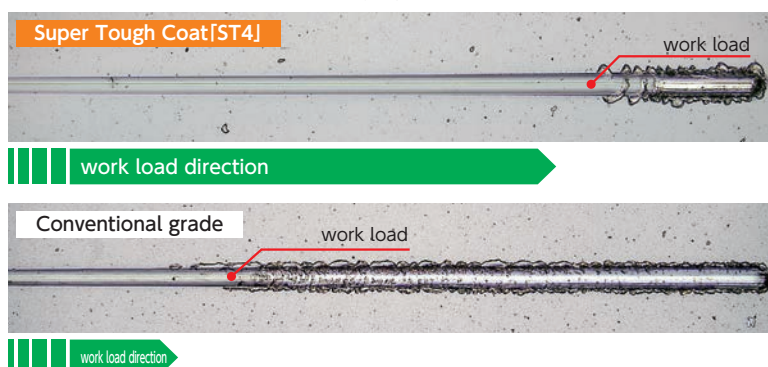 Super Tough Coat「ST4」
work load
work load direction
Conventional grade
work load
work load direction